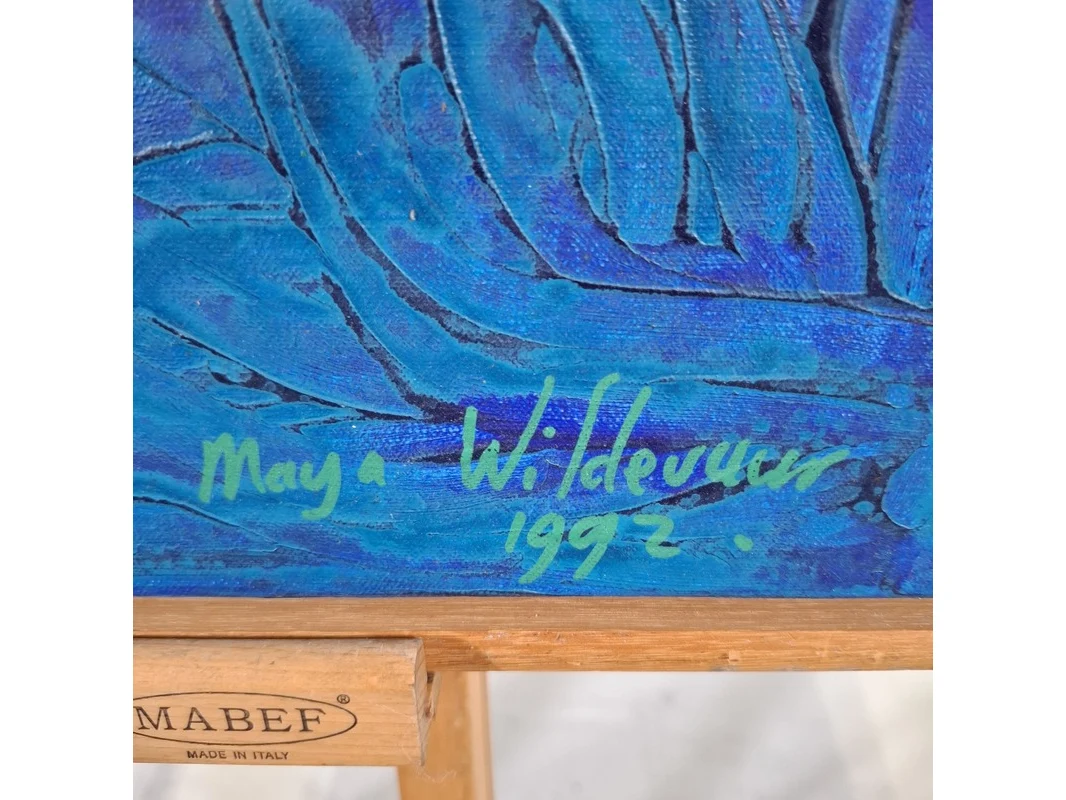 Maya Wildevuur
1992.
MABEF®
MADE IN ITALY